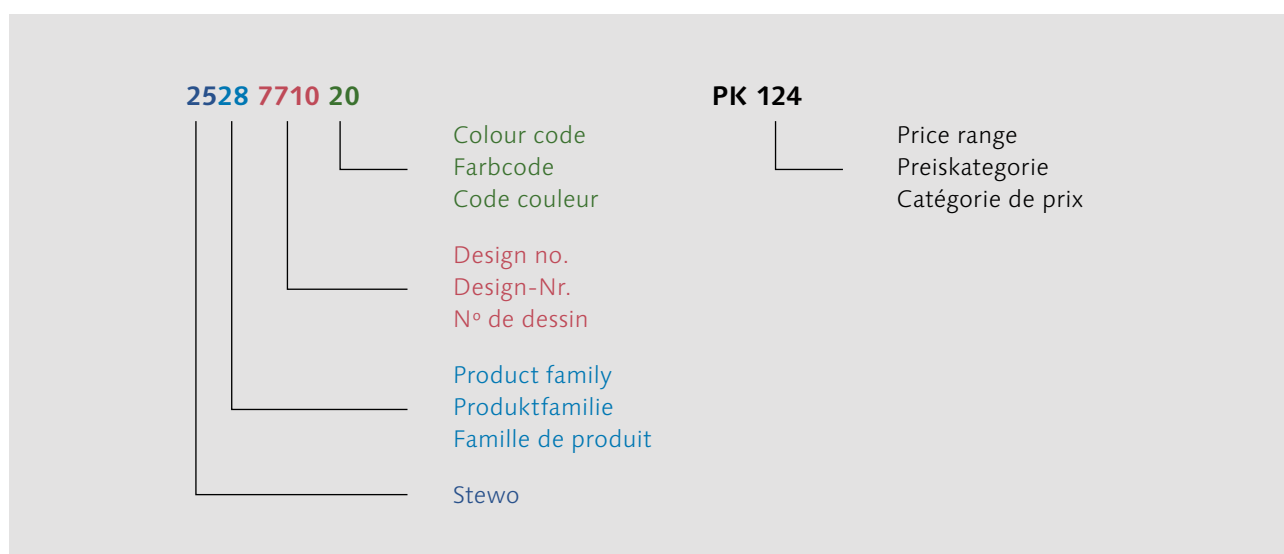 2528 7710 20
Colour code
Farbcode
Code couleur
Design no.
Design-Nr.
Nº de dessin
Product family
Produktfamilie
Famille de produit
Stewo
PK 124
Price range
Preiskategorie
Catégorie de prix